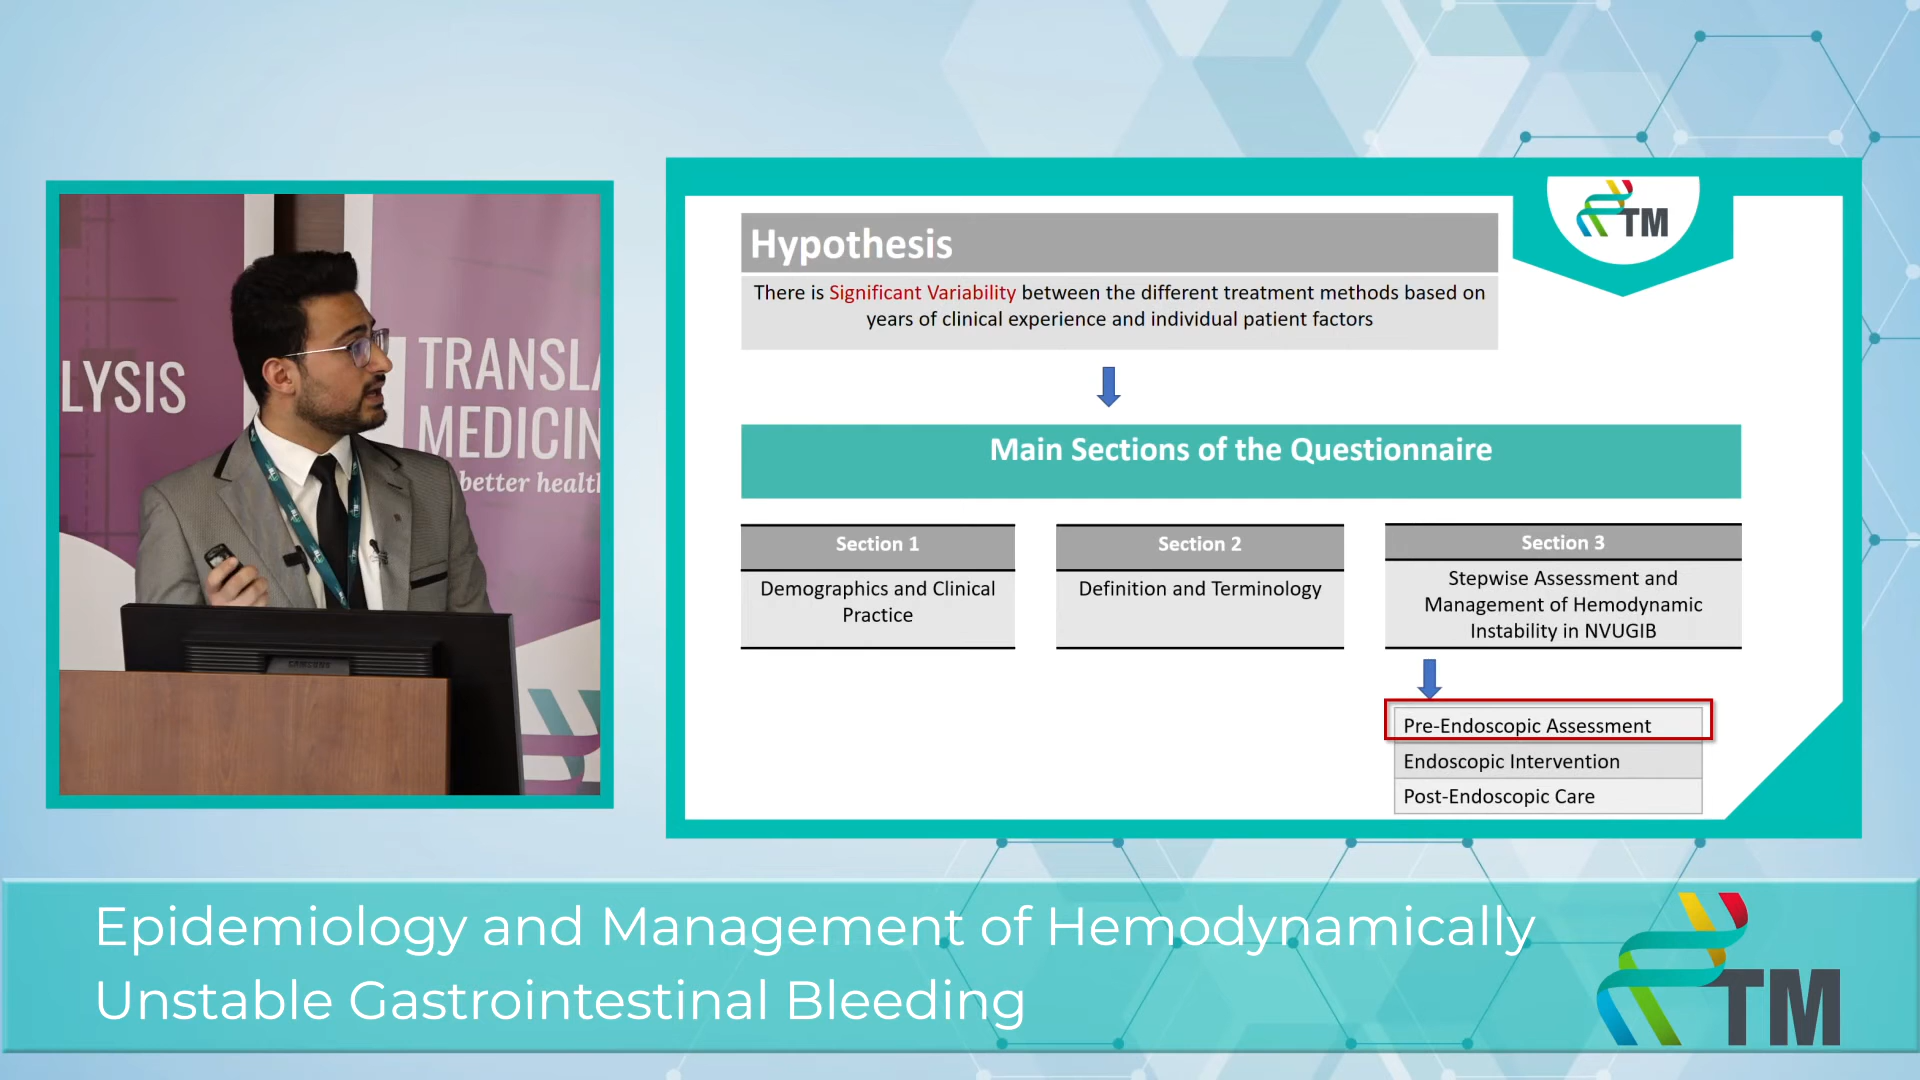 LYSIS
TRANSL
MEDICIN
better healt
SAMSUNG
TM
Hypothesis
There is Significant Variability between the different treatment methods based on
years of clinical experience and individual patient factors
Main Sections of the Questionnaire
Section 1
Demographics and Clinical
Practice
Section 2
Definition and Terminology
Section 3
Stepwise Assessment and
Management of Hemodynamic
Instability in NVUGIB
Pre-Endoscopic Assessment
Endoscopic Intervention
Post-Endoscopic Care
Epidemiology and Management of Hemodynamically
Unstable Gastrointestinal Bleeding
TM